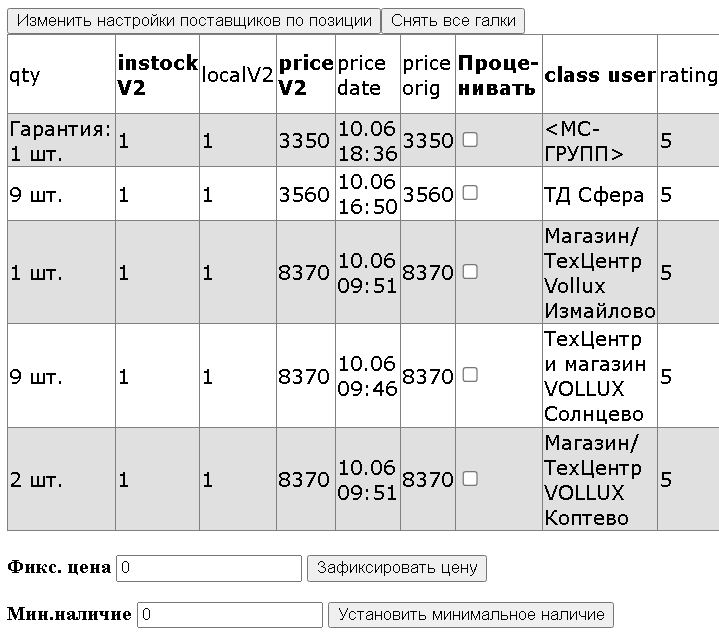 Изменить настройки поставщиков по позиции Снять все галки
qty instock V2 localV2 price V2 price date price orig Проце-нивать class user rating
Гарантия: 1 шт. 1 1 3350 10.06 18:36 3350 <МС-ГРУПП> 5
9 шт. 1 1 3560 10.06 16:50 3560 ТД Сфера 5
1 шт. 1 1 8370 10.06 09:51 8370 Магазин/ ТехЦентр Vollux Измайлово 5
9 шт. 1 1 8370 10.06 09:46 8370 ТехЦентр и магазин VOLLUX Солнцево 5
2 шт. 1 1 8370 10.06 09:51 8370 Магазин/ ТехЦентр VOLLUX Коптево 5
Фикс. цена 0 Зафиксировать цену
Мин.наличие 0 Установить минимальное наличие